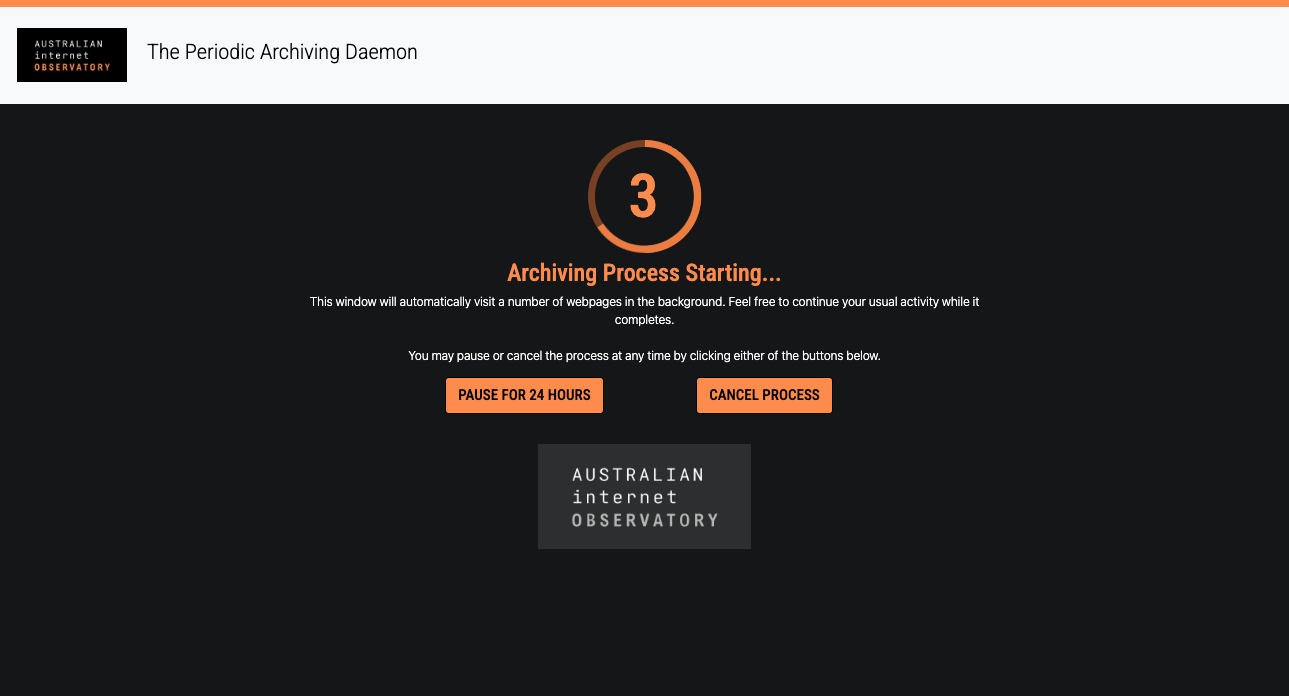 AUSTRALIAN
internet
OBSERVATORY
The Periodic Archiving Daemon
3
Archiving Process Starting...
This window will automatically visit a number of webpages in the background. Feel free to continue your usual activity while it
completes.
You may pause or cancel the process at any time by clicking either of the buttons below.
PAUSE FOR 24 HOURS
CANCEL PROCESS
AUSTRALIAN
internet
OBSERVATORY